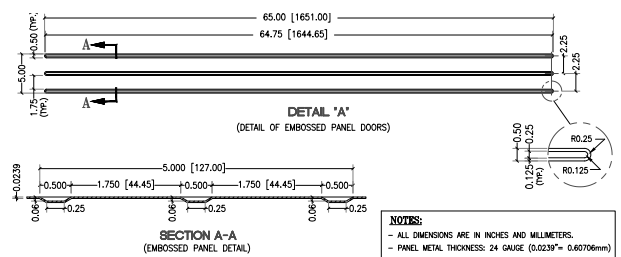 65.00 [1651.00]
64.75 [1644.65]
0.50 (TYP.)
5.00
1.75 (TYP.)
A
A
2.25
2.25
DETAIL "A"
(DETAIL OF EMBOSSED PANEL DOORS)
0.50
0.25
0.125 (TYP.)
R0.25
R0.125
5.000 [127.00]
0.0239
0.500
1.750 [44.45]
0.500
1.750 [44.45]
0.500
0.06
0.25
0.06
0.25
0.06
0.25
SECTION A-A
(EMBOSSED PANEL DETAIL)
NOTES:
- ALL DIMENSIONS ARE IN INCHES AND MILLIMETERS.
- PANEL METAL THICKNESS: 24 GAUGE (0.0239"= 0.60706mm)